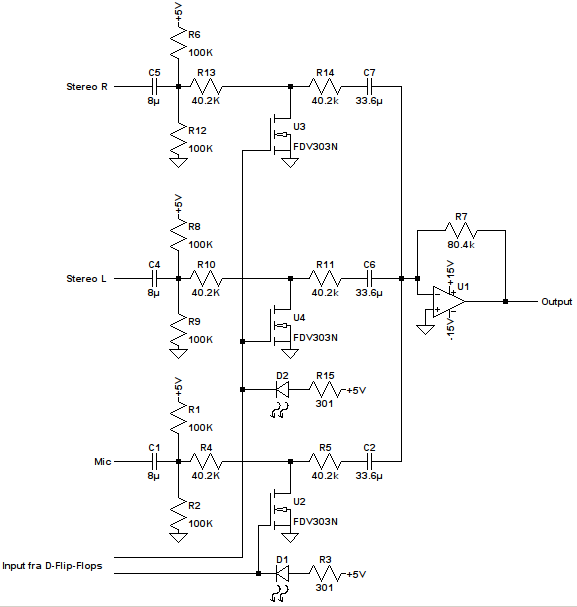 +5V
R6
100K
C5
R13
R14
C7
Stereo R
8µ
40.2K
40.2k
33.6µ
R12
100K
U3
FDV303N
+5V
R8
100K
C4
R10
R11
C6
Stereo L
8µ
40.2K
40.2k
33.6µ
R9
100K
U4
FDV303N
R7
80.4k
+15V
U1
Output
-15V
D2
R15
+5V
301
+5V
R1
100K
C1
R4
R5
C2
Mic
8µ
40.2K
40.2k
33.6µ
R2
100K
U2
FDV303N
Input fra D-Flip-Flops
D1
R3
+5V
301